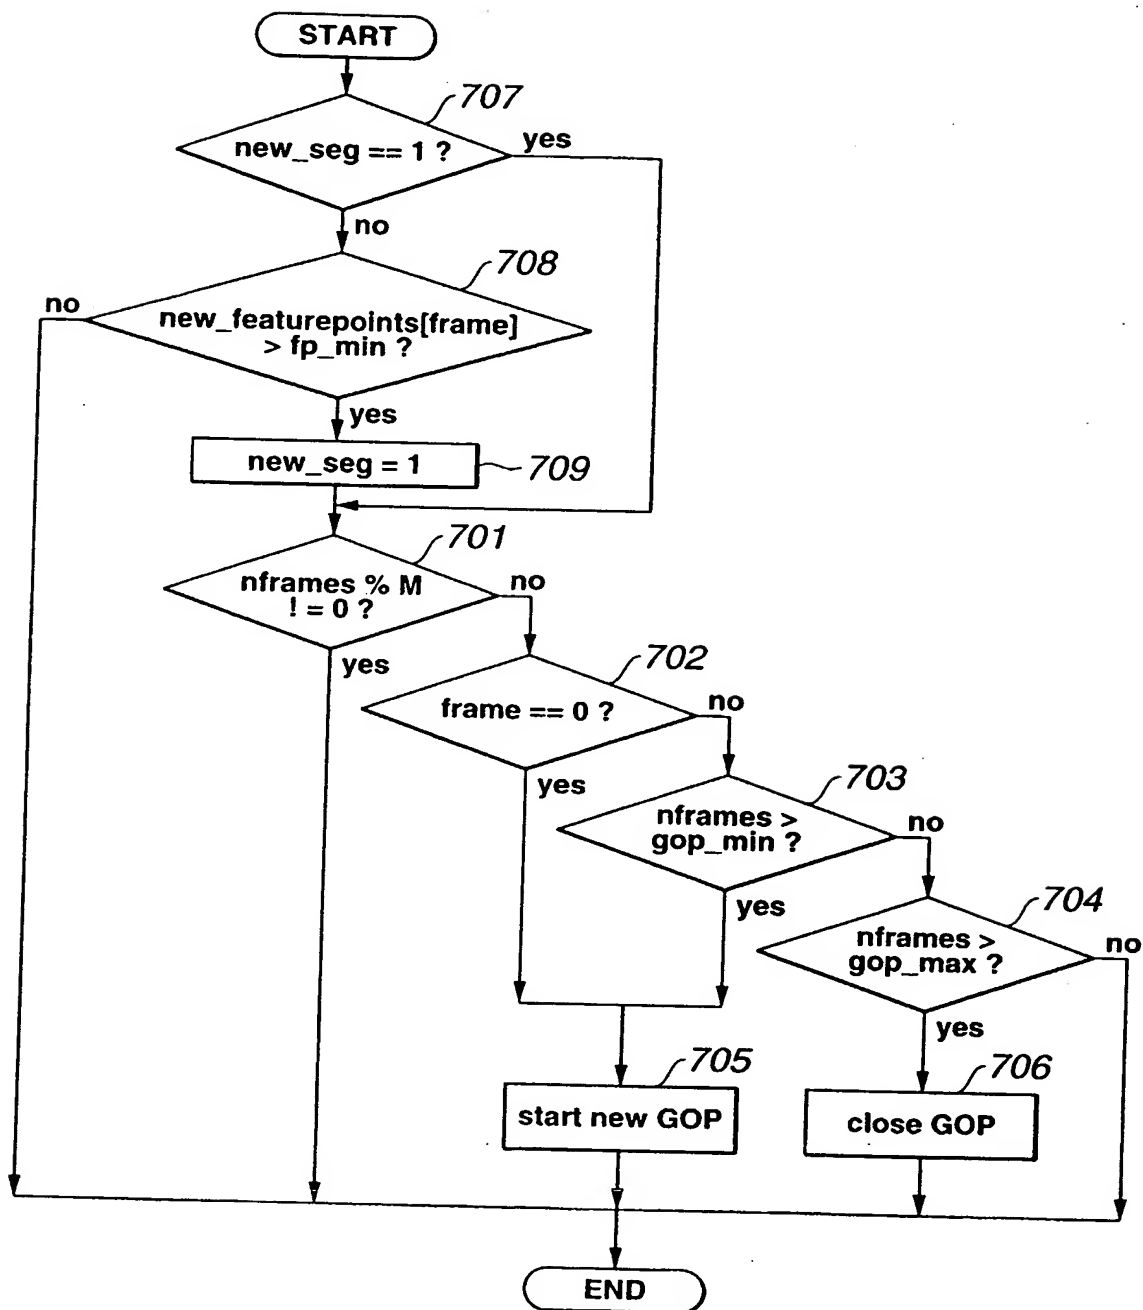 START
707
new_seg == 1 ?
yes
no
708
no
new_featurepoints[frame]
> fp_min ?
yes
new_seg = 1
709
701
nframes % M
! = 0 ?
no
yes
702
frame == 0 ?
no
yes
703
nframes >
gop_min ?
no
yes
704
nframes >
gop_max ?
no
yes
705
start new GOP
706
close GOP
END